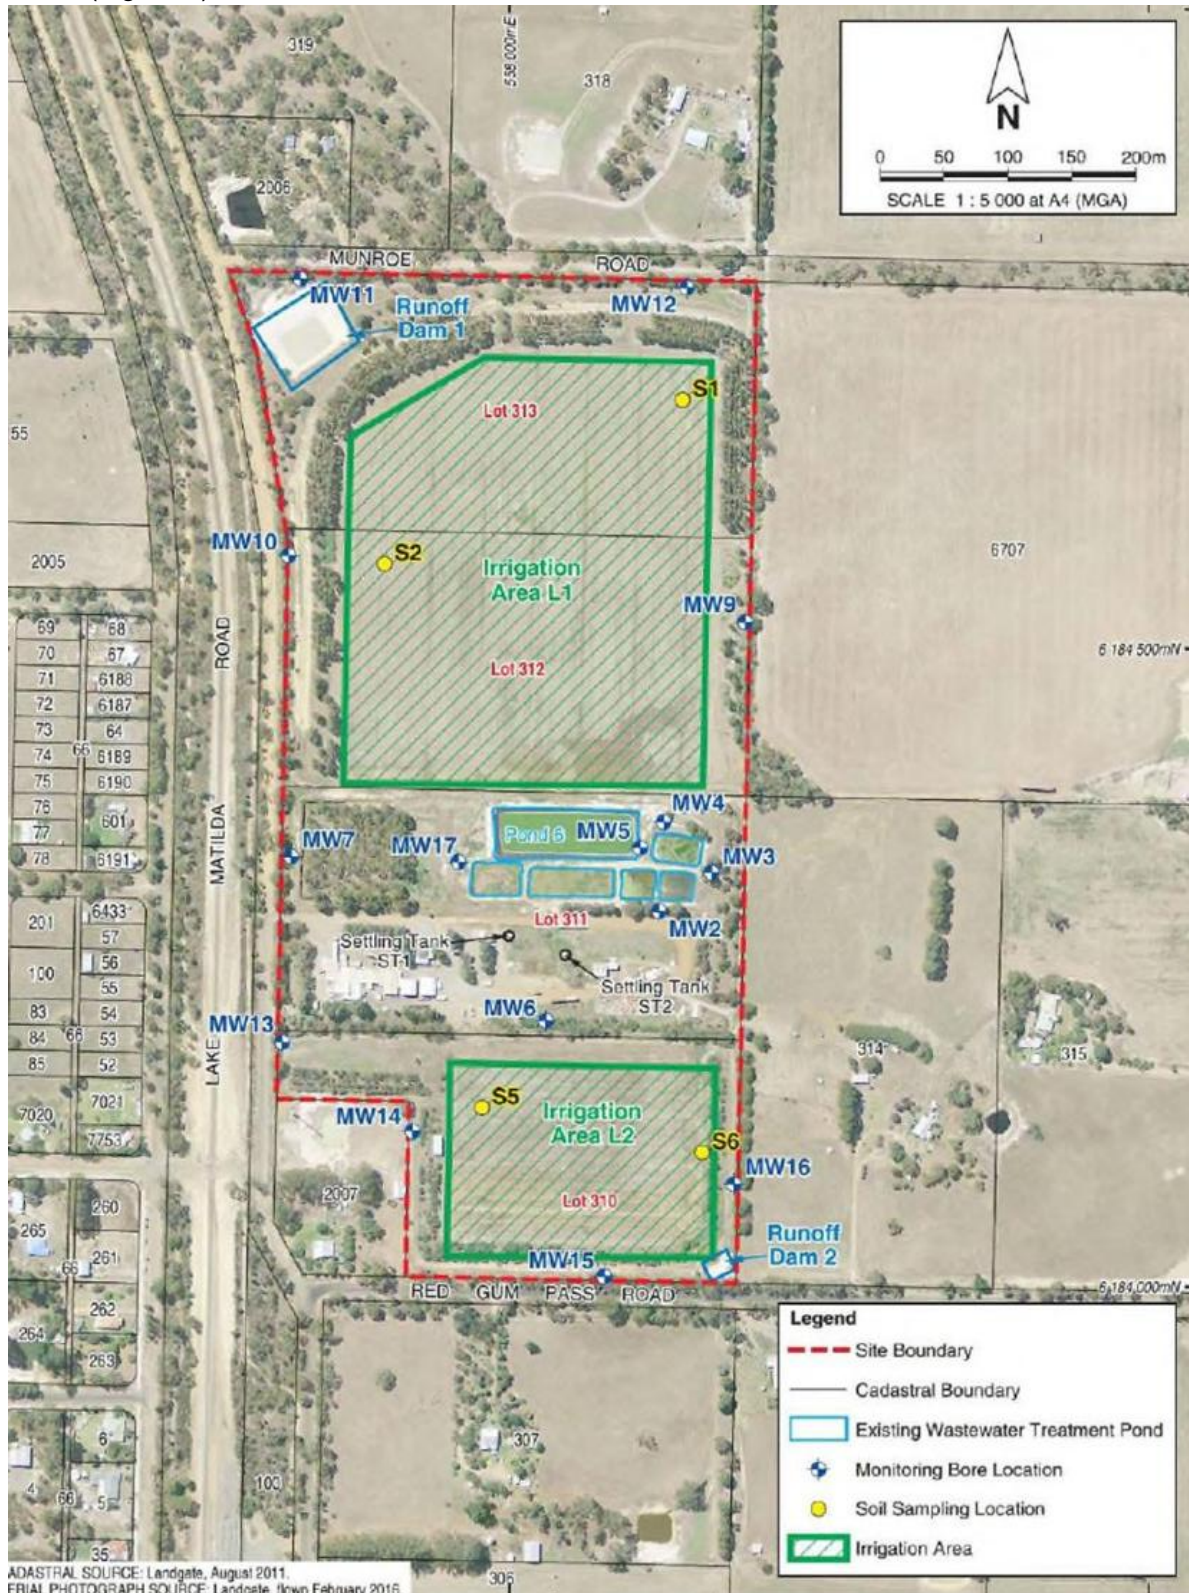 319
318
538 000mE
N
0 50 100 150 200m
SCALE 1 : 5 000 at A4 (MGA)
2006
MUNROE ROAD
MW11
MW12
Runoff
Dam 1
S1
Lot 313
55
MW10
S2
2005
Irrigation
Area L1
6707
MW9
69 68
70 67
71 6188
72 6187
73 64
74 66 6189
75 6190
76
77 601
78 6191
ROAD
MATILDA
LAKE
6 184 500mN
Lot 312
MW4
Pond 6
MW5
MW7
MW17
MW3
MW2
Lot 311
201 6433
57
100 56
55
83 54
84 66 53
85 52
7020 7021
7753
Settling Tank
ST1
Settling Tank
ST2
MW6
MW13
314
315
MW14
S5
Irrigation
Area L2
S6
MW16
2007
Lot 310
260
265
261
66
262
264
263
Runoff
Dam 2
MW15
RED GUM PASS ROAD
6 184 000mN
Legend
Site Boundary
Cadastral Boundary
Existing Wastewater Treatment Pond
Monitoring Bore Location
Soil Sampling Location
Irrigation Area
6
307
4
66
5
100
35
306
ADASTRAL SOURCE: Landgate, August 2011.
ERIAL PHOTOGRAPH SOURCE: Landgate, flown February 2016.